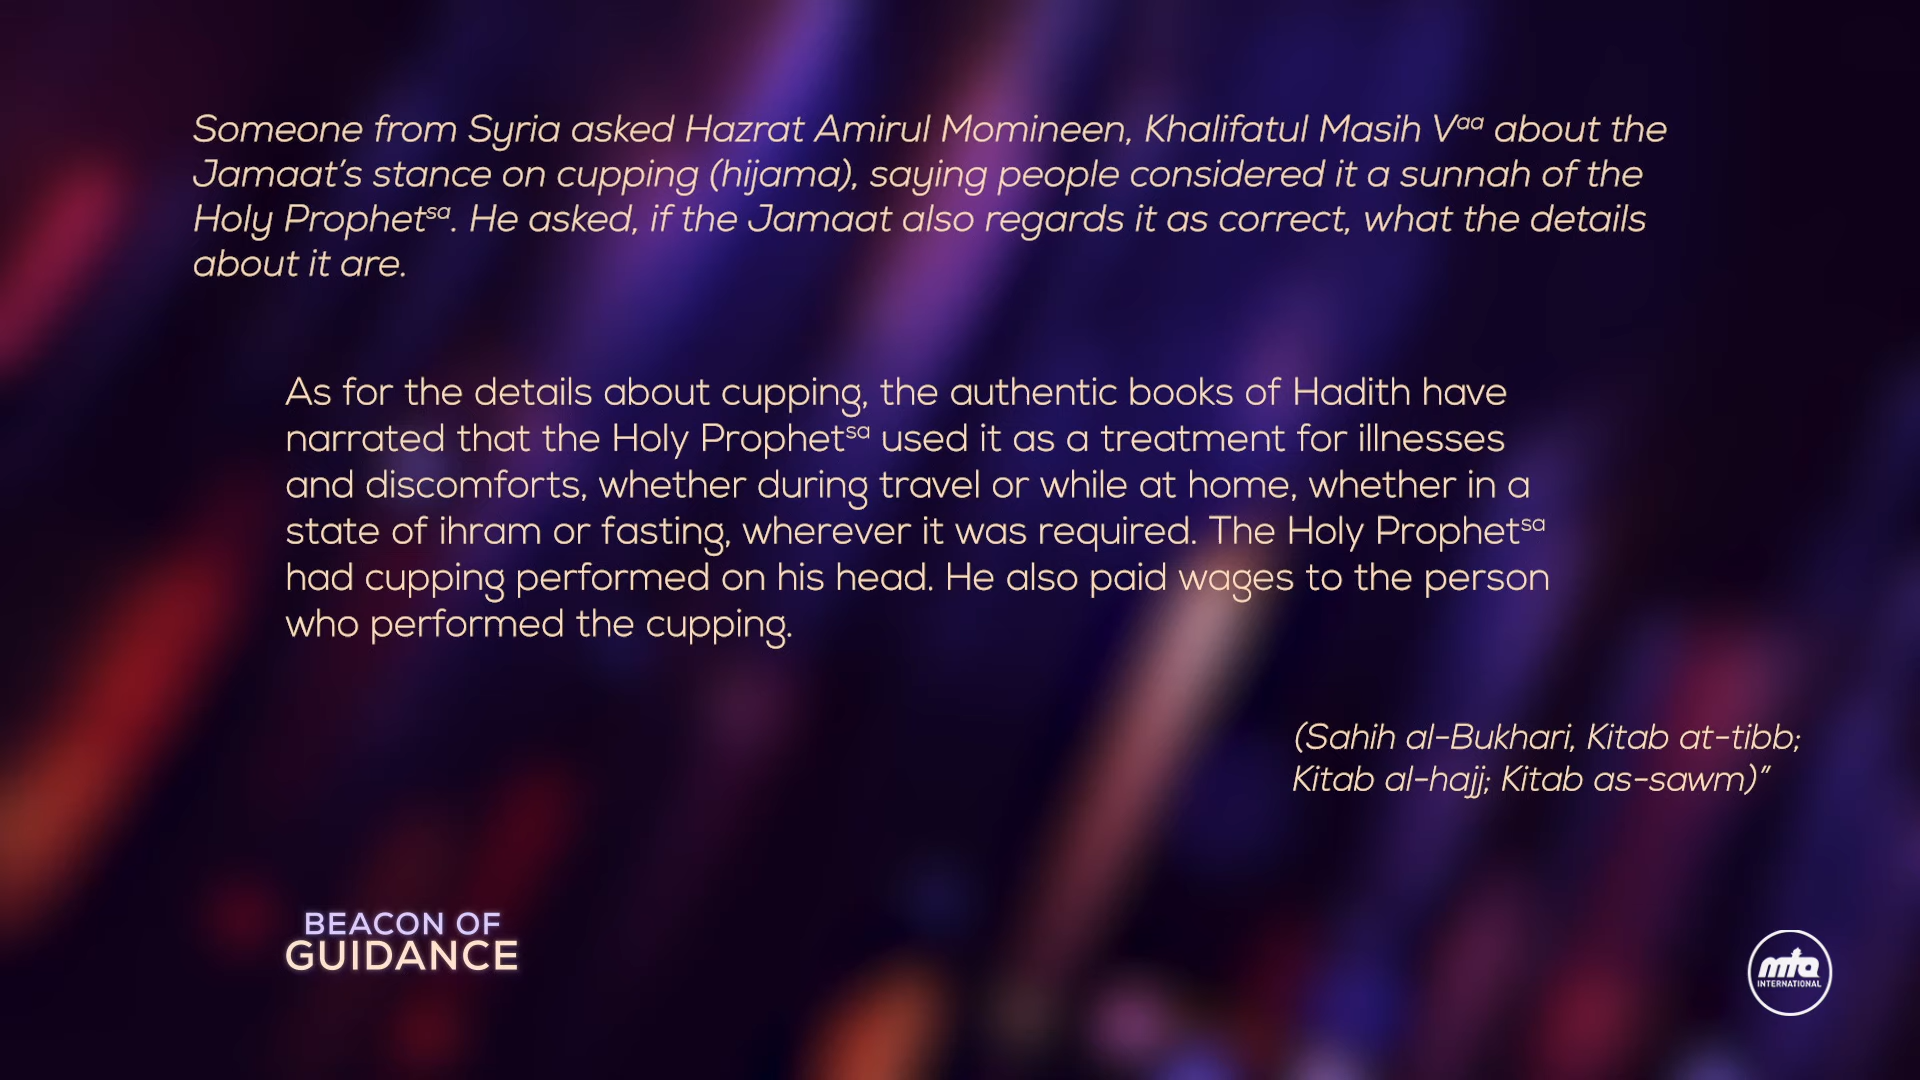 Someone from Syria asked Hazrat Amirul Momineen, Khalifatul Masih Vaa about the
Jamaat's stance on cupping (hijama), saying people considered it a sunnah of the
Holy Prophetsa. He asked, if the Jamaat also regards it as correct, what the details
about it are.
As for the details about cupping, the authentic books of Hadith have
narrated that the Holy Prophetsa used it as a treatment for illnesses
and discomforts, whether during travel or while at home, whether in a
state of ihram or fasting, wherever it was required. The Holy Prophetsa
had cupping performed on his head. He also paid wages to the person
who performed the cupping.
(Sahih al-Bukhari, Kitab at-tibb;
Kitab al-hajj; Kitab as-sawm)”
BEACON OF
GUIDANCE
mta
INTERNATIONAL